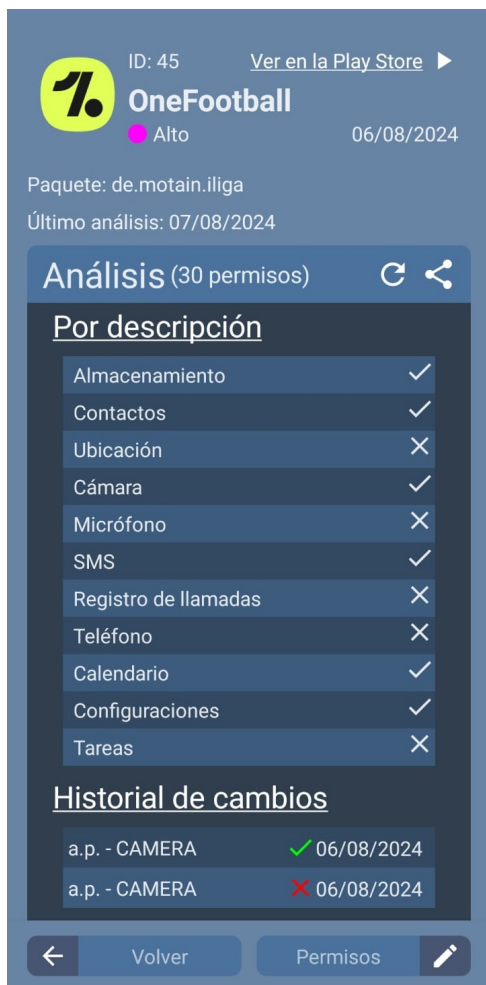 ID: 45 Ver en la Play Store
OneFootball
Alto 06/08/2024
Paquete: de.motain.iliga
Último análisis: 07/08/2024
Análisis (30 permisos)
Por descripción
Almacenamiento
Contactos
Ubicación
Cámara
Micrófono
SMS
Registro de llamadas
Teléfono
Calendario
Configuraciones
Tareas
Historial de cambios
a.p. - CAMERA 06/08/2024
a.p. - CAMERA 06/08/2024
Volver Permisos